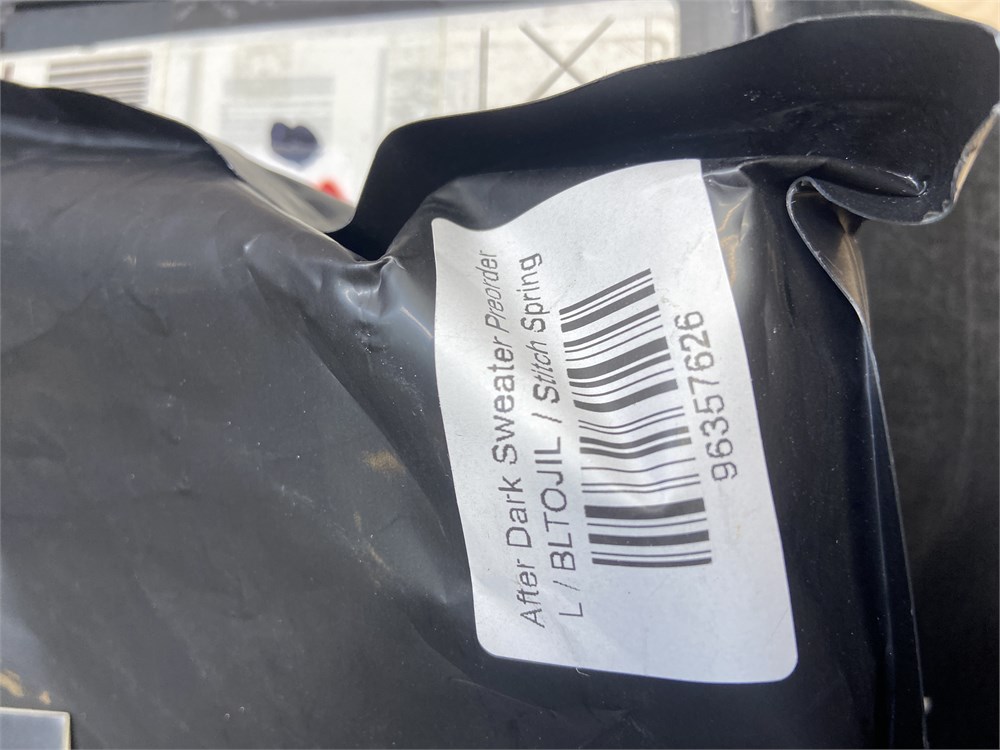 After Dark Sweater Preorder
L / BLTOJIL / Stitch Spring
96357626